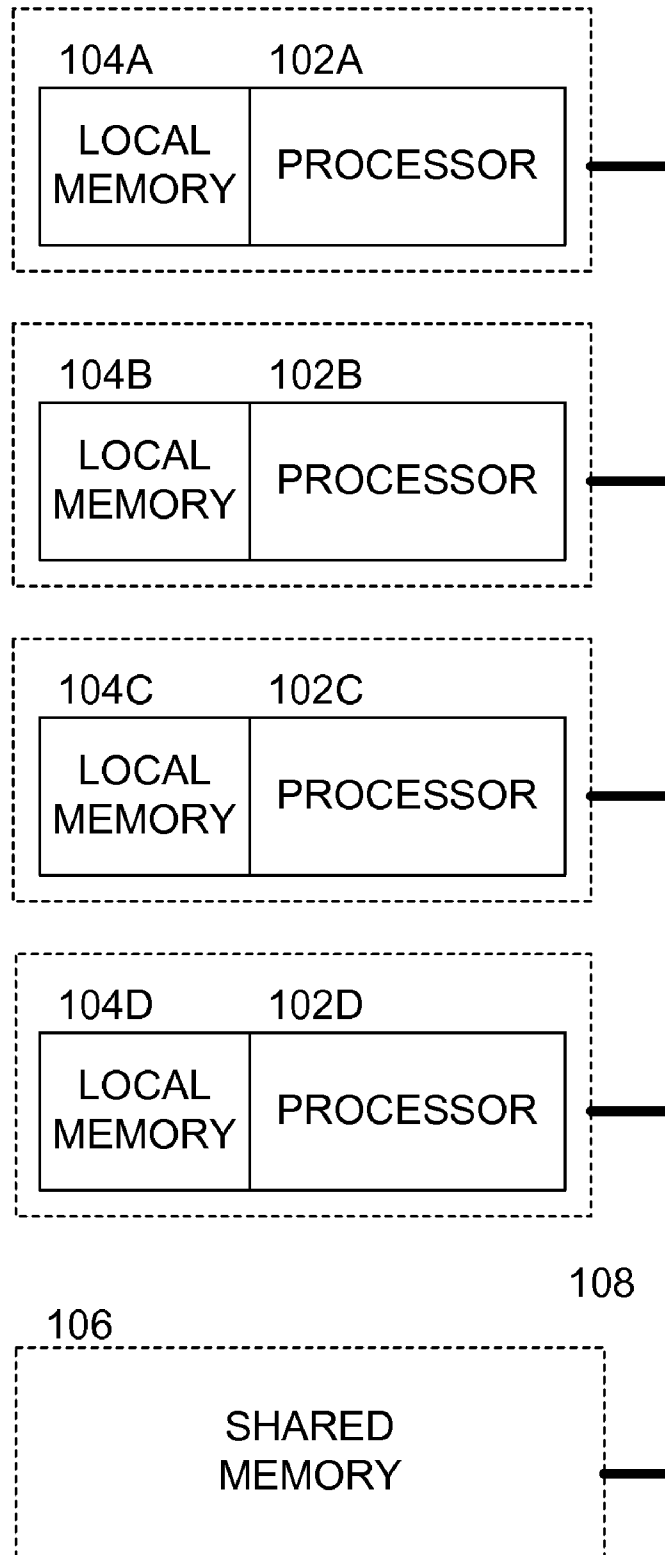 104A 102A
LOCAL MEMORY PROCESSOR
104B 102B
LOCAL MEMORY PROCESSOR
104C 102C
LOCAL MEMORY PROCESSOR
104D 102D
LOCAL MEMORY PROCESSOR
108
106
SHARED
MEMORY